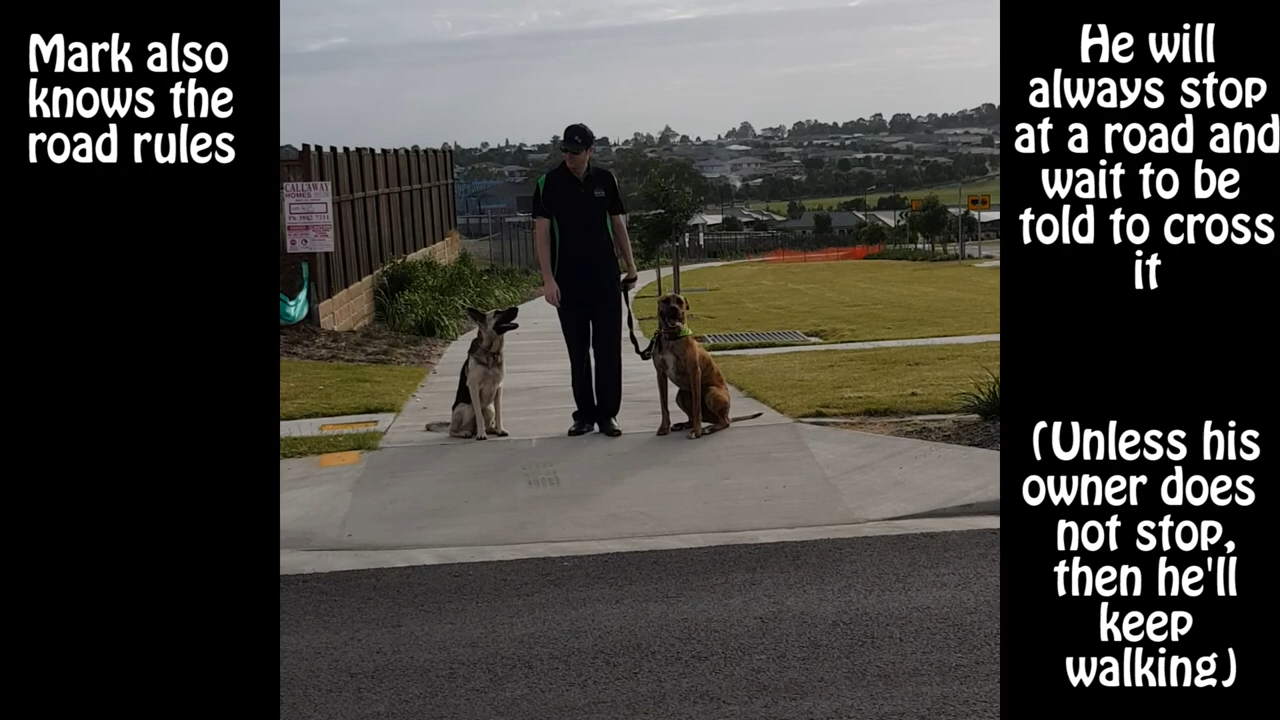 Mark also
knows the
road rules
He will
always stop
at a road and
wait to be
told to cross
it
(Unless his
owner does
not stop,
then he'll
keep
walking)
CALLAWAY
HOMES